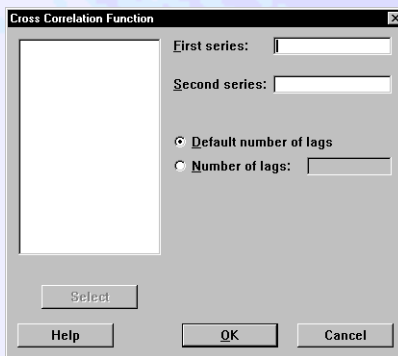 Cross Correlation Function
First series:
Second series:
Default number of lags
Number of lags:
Select
Help
OK
Cancel